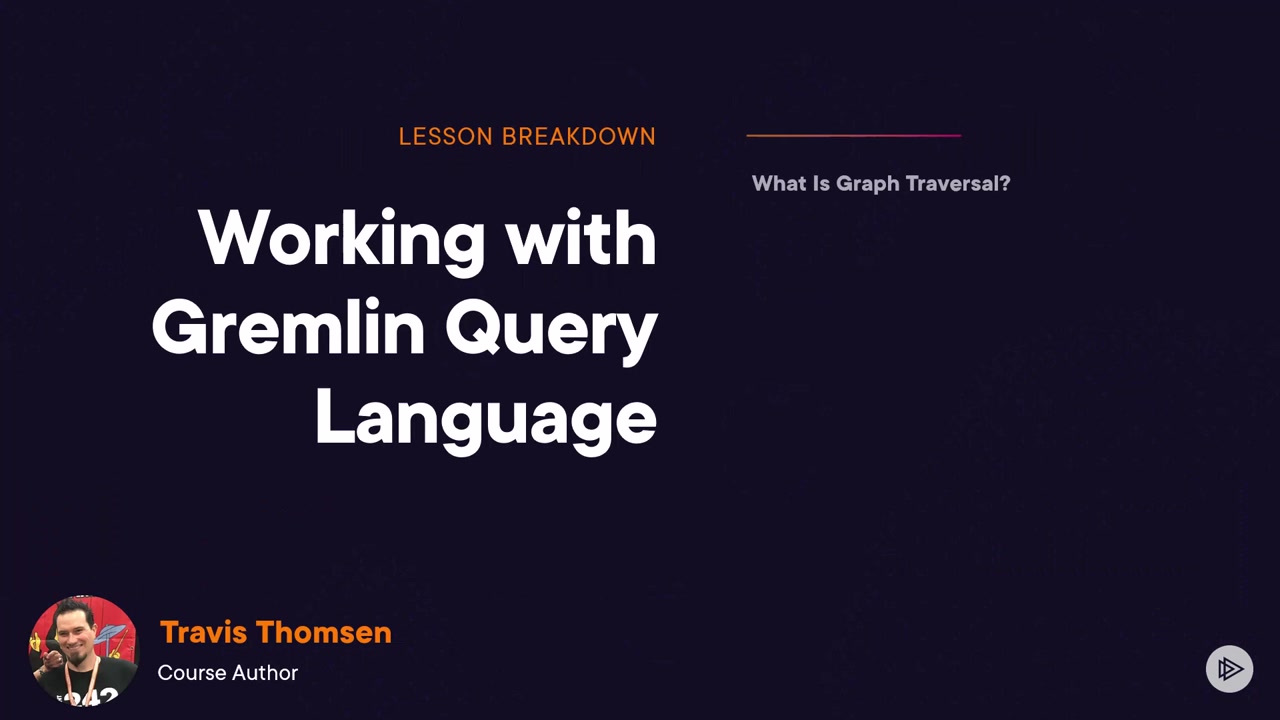 LESSON BREAKDOWN
Working with
Gremlin Query
Language
What Is Graph Traversal?
Travis Thomsen
Course Author